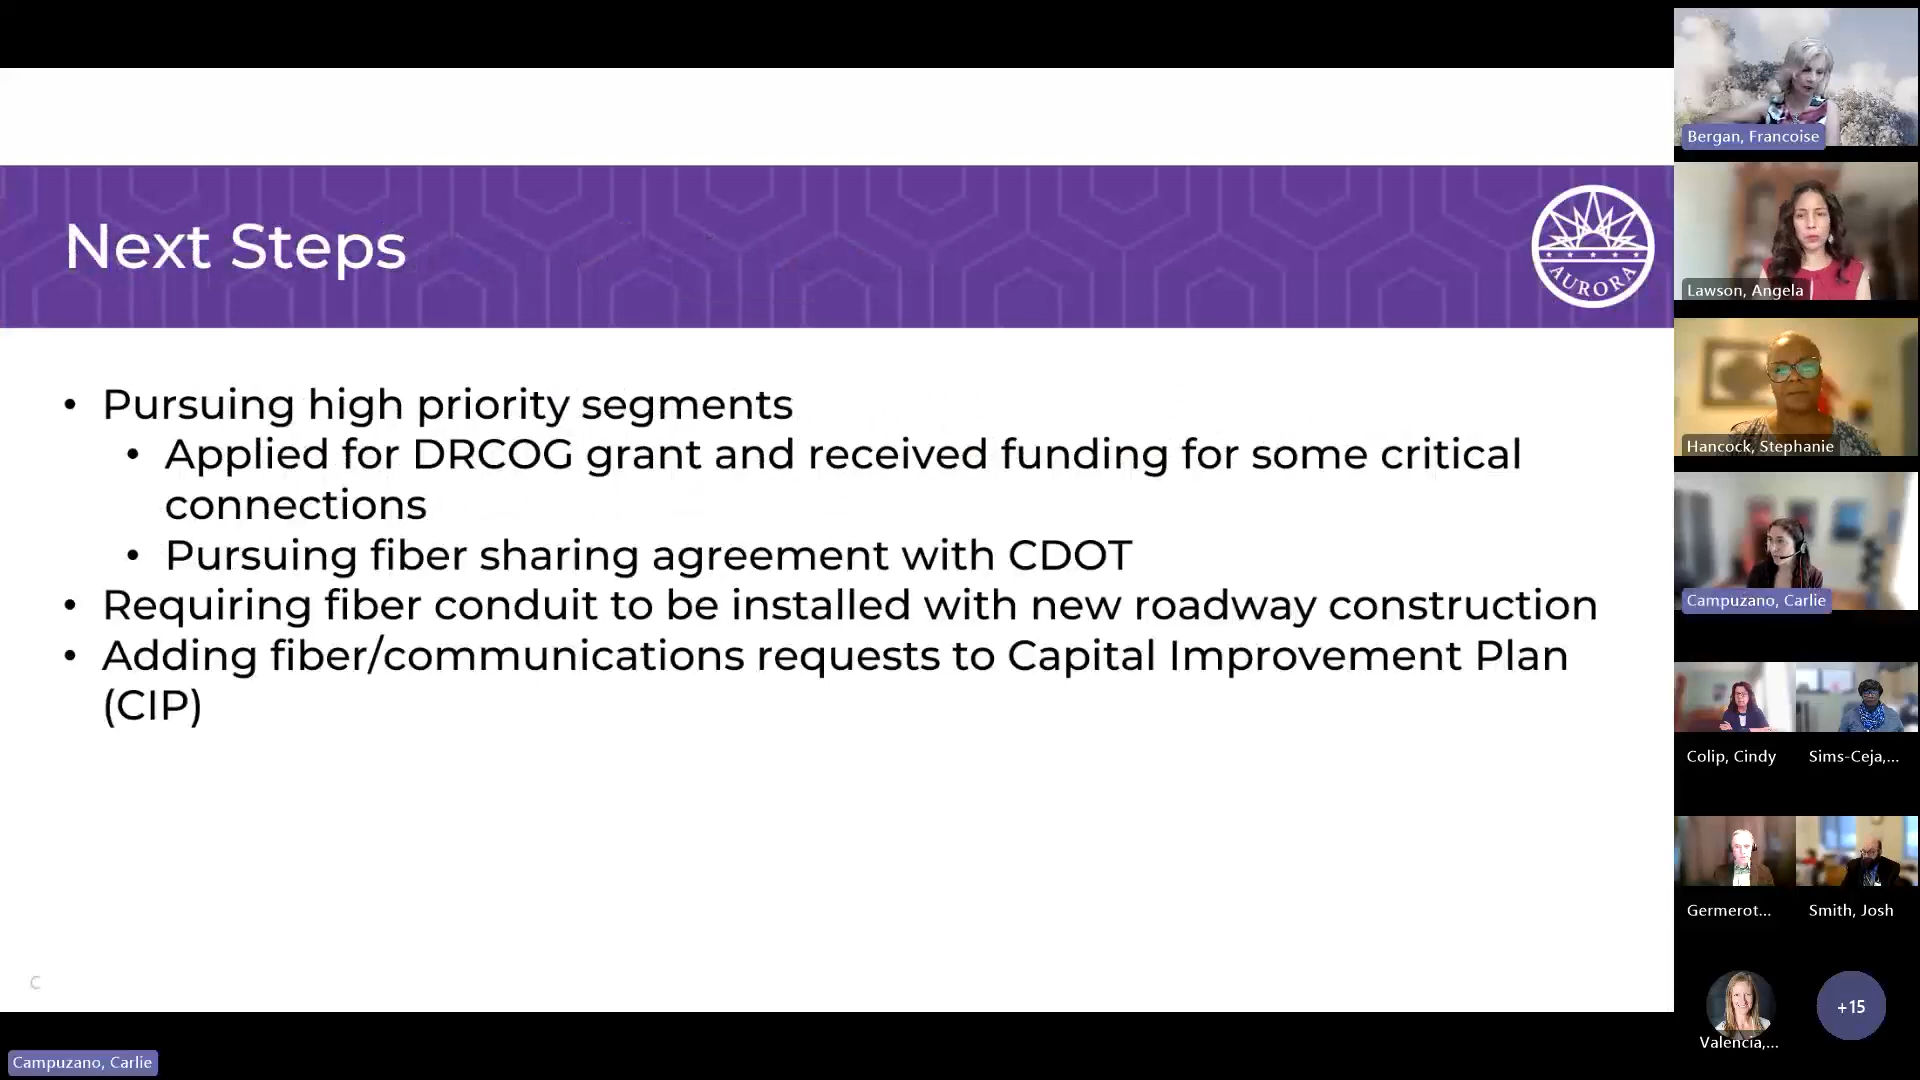 Next Steps
AURORA
• Pursuing high priority segments
• Applied for DRCOG grant and received funding for some critical
connections
• Pursuing fiber sharing agreement with CDOT
• Requiring fiber conduit to be installed with new roadway construction
• Adding fiber/communications requests to Capital Improvement Plan
(CIP)
C
Campuzano, Carlie
Bergan, Francoise
Lawson, Angela
Hancock, Stephanie
Campuzano, Carlie
Colip, Cindy
Sims-Ceja,...
Germerot...
Smith, Josh
Valencia,...
+15